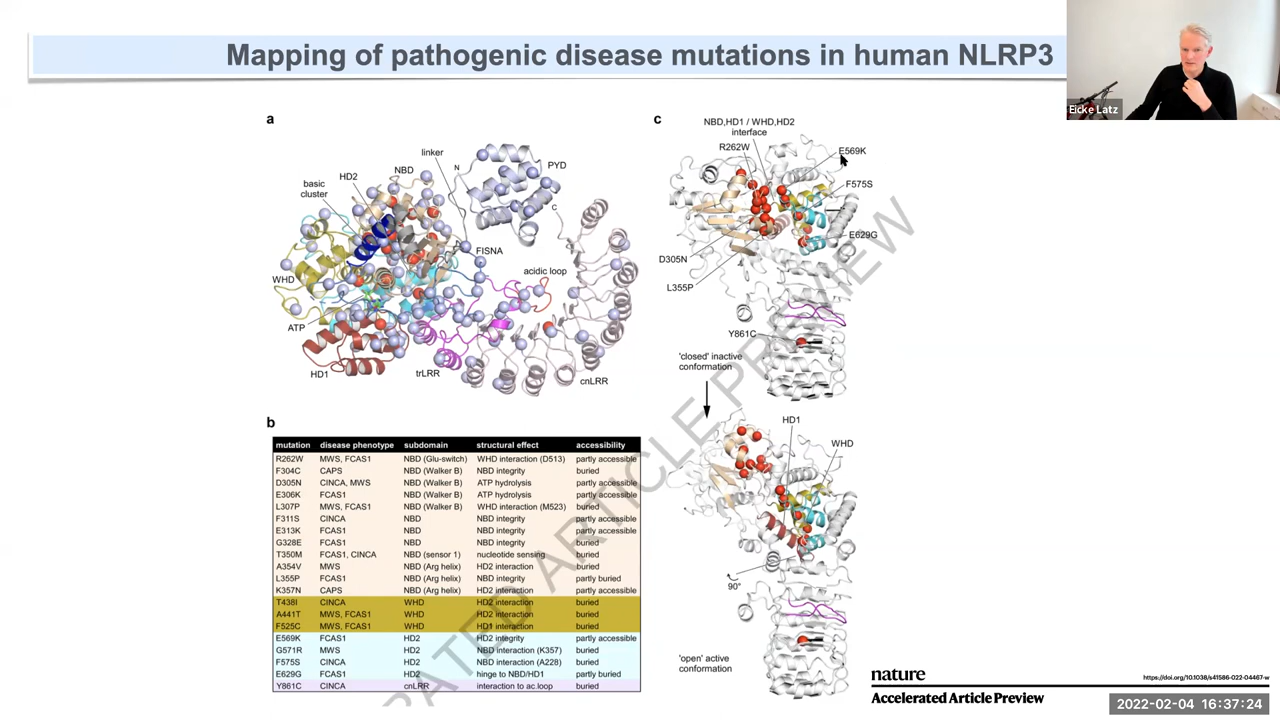 Mapping of pathogenic disease mutations in human NLRP3
Eicke Latz
a
linker
N
PYD
NBD
HD2
basic
cluster
C
FISNA
WHD
acidic loop
ATP
HD1
trLRR
cnLRR
b
mutation disease phenotype subdomain structural effect accessibility
R262W MWS, FCAS1 NBD (Glu-switch) WHD interaction (D513) partly accessible
F304C CAPS NBD (Walker B) NBD integrity buried
D305N CINCA, MWS NBD (Walker B) ATP hydrolysis partly accessible
E306K FCAS1 NBD (Walker B) ATP hydrolysis partly accessible
L307P MWS, FCAS1 NBD (Walker B) WHD interaction (M523) buried
F311S CINCA NBD NBD integrity partly accessible
E313K FCAS1 NBD NBD integrity partly accessible
G328E FCAS1 NBD NBD integrity buried
T350M FCAS1, CINCA NBD (sensor 1) nucleotide sensing buried
A354V MWS NBD (Arg helix) HD2 interaction buried
L355P FCAS1 NBD (Arg helix) NBD integrity partly buried
K357N CAPS NBD (Arg helix) HD2 interaction partly accessible
T438I CINCA WHD HD2 interaction buried
A441T MWS, FCAS1 WHD HD2 interaction buried
F525C MWS, FCAS1 WHD HD1 interaction buried
E569K FCAS1 HD2 HD2 integrity partly accessible
G571R MWS HD2 NBD interaction (K357) buried
F575S CINCA HD2 NBD interaction (A228) buried
E629G FCAS1 HD2 hinge to NBD/HD1 partly buried
Y861C CINCA cnLRR interaction to ac.loop buried
c
NBD,HD1 / WHD,HD2
interface
R262W
E569K
F575S
E629G
D305N
L355P
Y861C
'closed' inactive
conformation
HD1
WHD
90°
'open' active
conformation
RATED ARTICLE PREVIEW
nature
https://doi.org/10.1038/s41586-022-04467-w
Accelerated Article Preview
2022-02-04 16:37:24